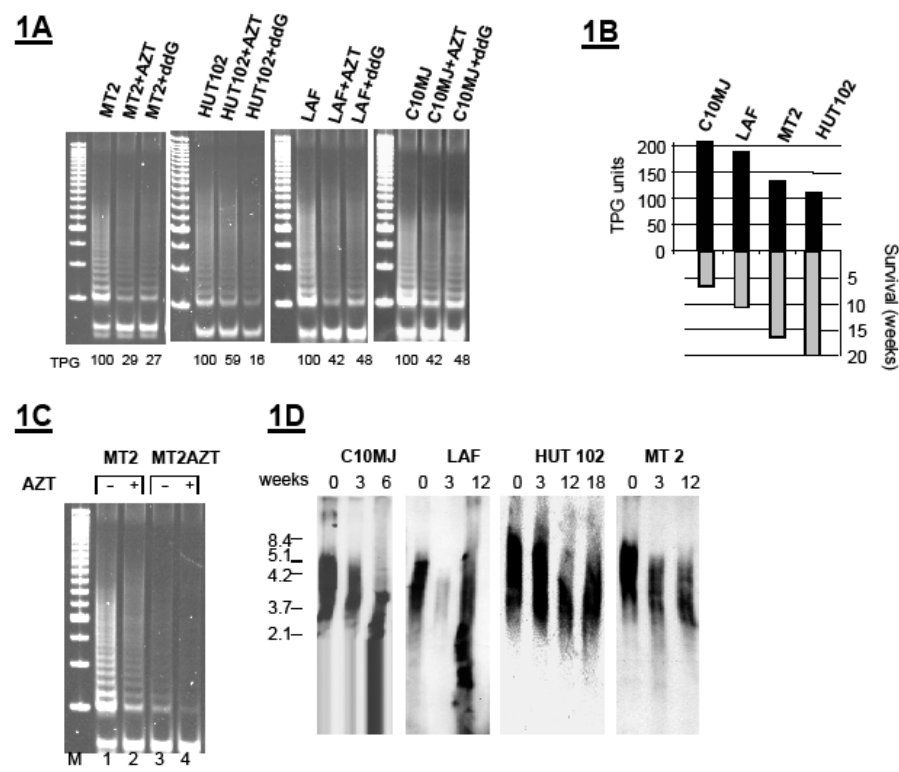 1A
MT2
MT2+AZT
MT2+ddG
HUT102
HUT102+AZT
HUT102+ddG
LAF
LAF+AZT
LAF+ddG
C10MJ
C10MJ+AZT
C10MJ+ddG
TPG 100 29 27 100 59 16 100 42 48 100 42 48
1B
C10MJ
LAF
MT2
HUT102
TPG units
200
150
100
50
0
5
10
15
20
Survival (weeks)
1C
MT2 MT2AZT
AZT − + − +
M 1 2 3 4
1D
C10MJ LAF HUT 102 MT 2
weeks 0 3 6 0 3 12 0 3 12 18 0 3 12
8.4
5.1
4.2
3.7
2.1